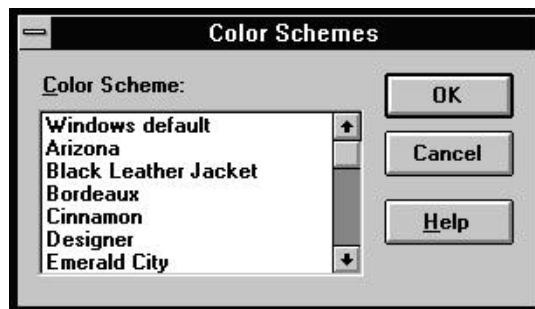 Color Schemes
Color Scheme:
Windows default
Arizona
Black Leather Jacket
Bordeaux
Cinnamon
Designer
Emerald City
OK
Cancel
Help